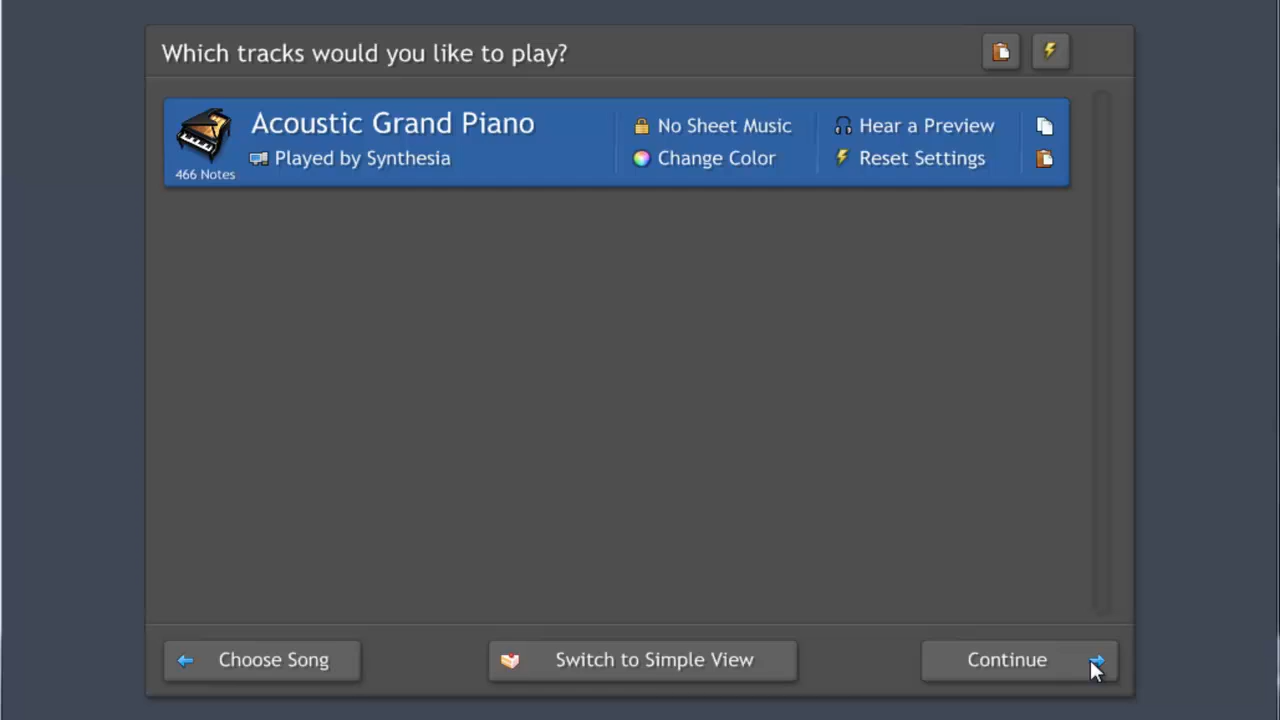 Which tracks would you like to play?
Acoustic Grand Piano
Played by Synthesia
466 Notes
No Sheet Music
Change Color
Hear a Preview
Reset Settings
Choose Song
Switch to Simple View
Continue